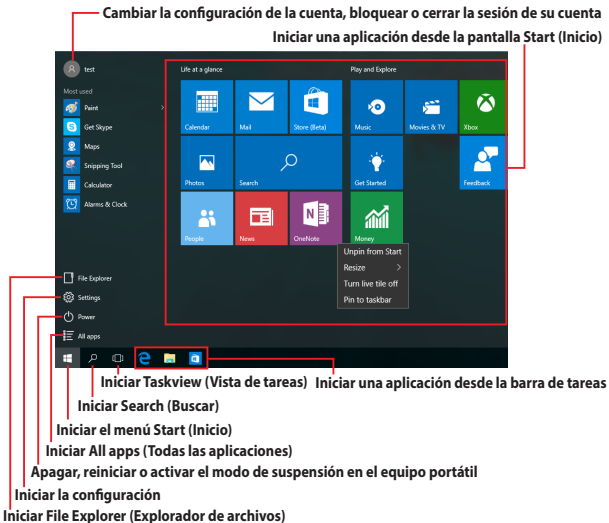 Cambiar la configuración de la cuenta, bloquear o cerrar la sesión de su cuenta
Iniciar una aplicación desde la pantalla Start (Inicio)
test
Life at a glance
Play and Explore
Most used
Paint
Get Skype
Maps
Snipping Tool
Calculator
Alarms & Clock
Calendar
Mail
Store (Beta)
Music
Movies & TV
Xbox
Photos
Search
Get Started
Feedback
People
News
OneNote
Money
Unpin from Start
Resize
Turn live tile off
Pin to taskbar
File Explorer
Settings
Power
All apps
Iniciar Taskview (Vista de tareas)
Iniciar una aplicación desde la barra de tareas
Iniciar Search (Buscar)
Iniciar el menú Start (Inicio)
Iniciar All apps (Todas las aplicaciones)
Apagar, reiniciar o activar el modo de suspensión en el equipo portátil
Iniciar la configuración
Iniciar File Explorer (Explorador de archivos)